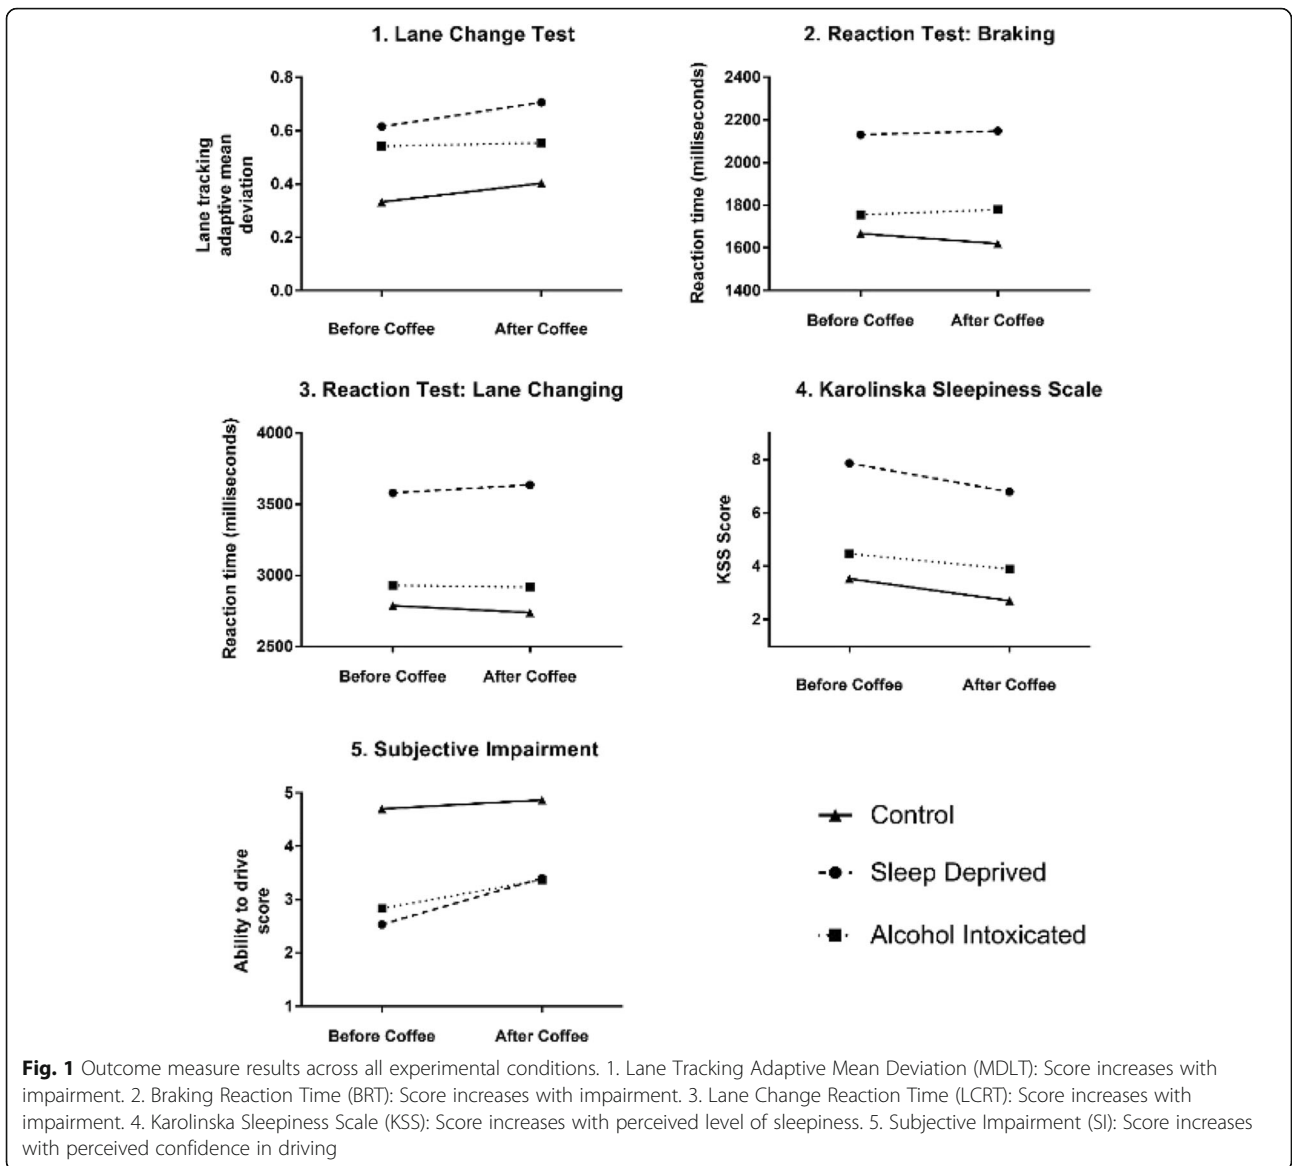 1. Lane Change Test
Lane tracking
adaptive mean
deviation
0.8
0.6
0.4
0.2
0.0
Before Coffee
After Coffee
2. Reaction Test: Braking
Reaction time (milliseconds)
2400
2200
2000
1800
1600
1400
Before Coffee
After Coffee
3. Reaction Test: Lane Changing
Reaction time (milliseconds)
4000
3500
3000
2500
Before Coffee
After Coffee
4. Karolinska Sleepiness Scale
KSS Score
8
6
4
2
Before Coffee
After Coffee
5. Subjective Impairment
Ability to drive
score
5
4
3
2
1
Before Coffee
After Coffee
Control
Sleep Deprived
Alcohol Intoxicated
Fig. 1 Outcome measure results across all experimental conditions. 1. Lane Tracking Adaptive Mean Deviation (MDLT): Score increases with
impairment. 2. Braking Reaction Time (BRT): Score increases with impairment. 3. Lane Change Reaction Time (LCRT): Score increases with
impairment. 4. Karolinska Sleepiness Scale (KSS): Score increases with perceived level of sleepiness. 5. Subjective Impairment (SI): Score increases
with perceived confidence in driving